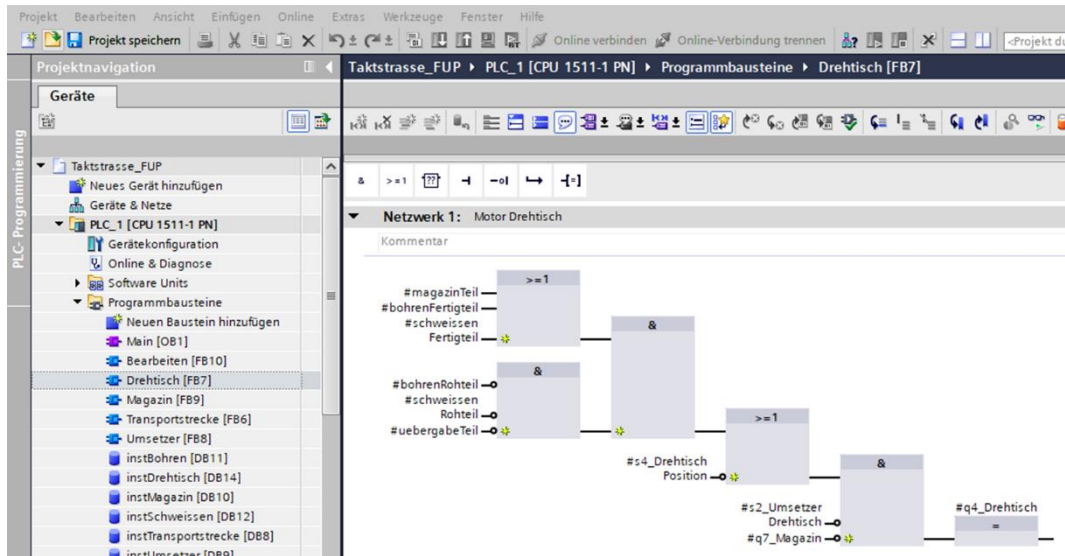 Projekt Bearbeiten Ansicht Einfügen Online Extras Werkzeuge Fenster Hilfe
Projekt speichern Online verbinden Online-Verbindung trennen
Projektnavigation
Taktstrasse_FUP PLC_1 [CPU 1511-1 PN] Programmbausteine Drehtisch [FB7]
Geräte
PLC-Programmierung
Taktstrasse_FUP
Neues Gerät hinzufügen
Geräte & Netze
PLC_1 [CPU 1511-1 PN]
Gerätekonfiguration
Online & Diagnose
Software Units
Programmbausteine
Neuen Baustein hinzufügen
Main [OB1]
Bearbeiten [FB10]
Drehtisch [FB7]
Magazin [FB9]
Transportstrecke [FB6]
Umsetzer [FB8]
instBohren [DB11]
instDrehtisch [DB14]
instMagazin [DB10]
instSchweissen [DB12]
instTransportstrecke [DB8]
instUmsetzer [DB9]
& >=1 ?? -| -o| -[=]
Netzwerk 1: Motor Drehtisch
Kommentar
>=1
#magazinTeil
#bohrenFertigteil
#schweissen
Fertigteil
&
&
#bohrenRohteil
#schweissen
Rohteil
#uebergabeTeil
>=1
#s4_Drehtisch
Position
&
#s2_Umsetzer
Drehtisch
#q7_Magazin
#q4_Drehtisch
=